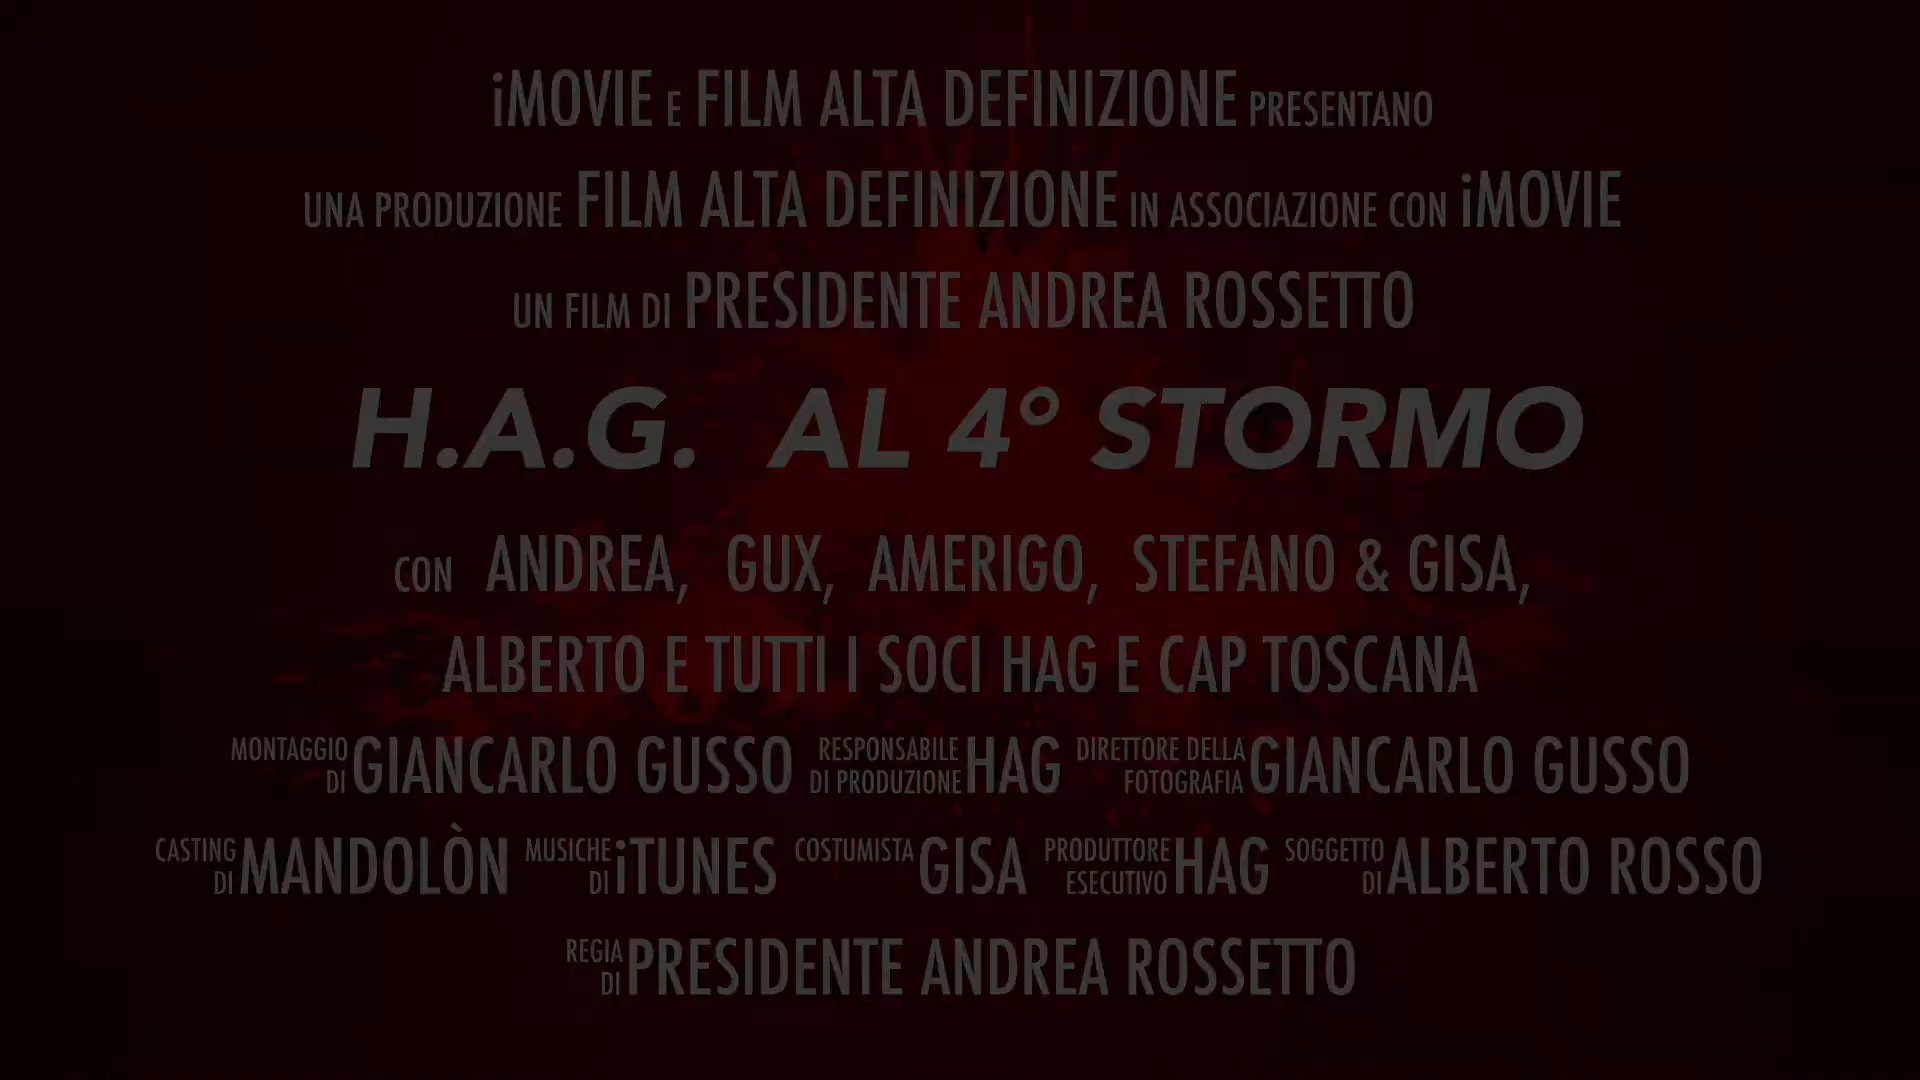 iMOVIE E FILM ALTA DEFINIZIONE PRESENTANO
UNA PRODUZIONE FILM ALTA DEFINIZIONE IN ASSOCIAZIONE CON iMOVIE
UN FILM DI PRESIDENTE ANDREA ROSSETTO
H.A.G. AL 4° STORMO
CON ANDREA, GUX, AMERIGO, STEFANO & GISA,
ALBERTO E TUTTI I SOCI HAG E CAP TOSCANA
MONTAGGIO DI GIANCARLO GUSSO RESPONSABILE DI PRODUZIONE HAG DIRETTORE DELLA FOTOGRAFIA GIANCARLO GUSSO
CASTING DI MANDOLÒN MUSICHE DI iTUNES COSTUMISTA GISA PRODUTTORE ESECUTIVO HAG SOGGETTO DI ALBERTO ROSSO
REGIA DI PRESIDENTE ANDREA ROSSETTO